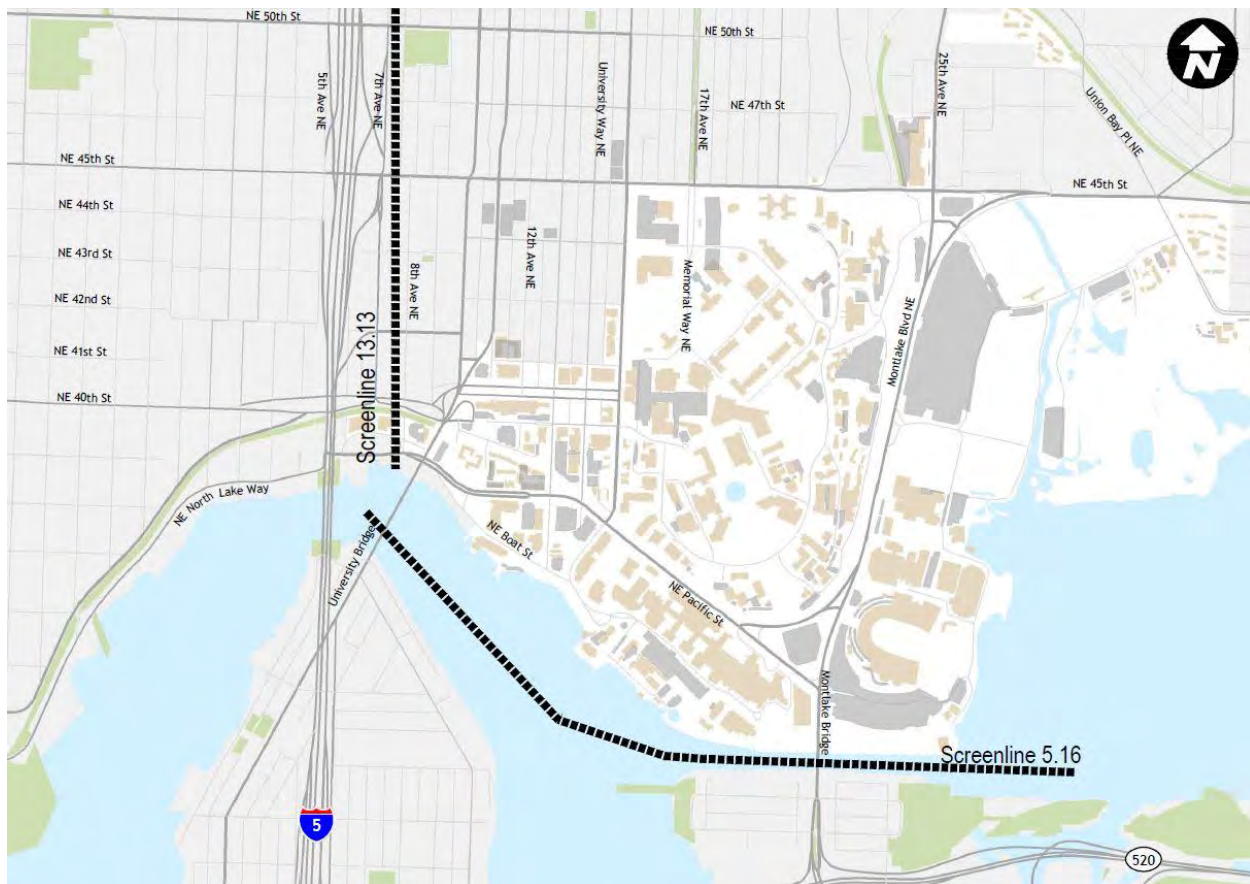 NE 50th St
NE 50th St
N
5th Ave NE
7th Ave NE
University Way NE
17th Ave NE
25th Ave NE
NE 47th St
Union Bay Pl NE
NE 45th St
NE 45th St
NE 44th St
12th Ave NE
NE 43rd St
8th Ave NE
Memorial Way NE
NE 42nd St
Screenline 13.13
Montlake Blvd NE
NE 41st St
NE 40th St
NE North Lake Way
University Bridge
NE Boat St
NE Pacific St
Montlake Bridge
Screenline 5.16
5
520